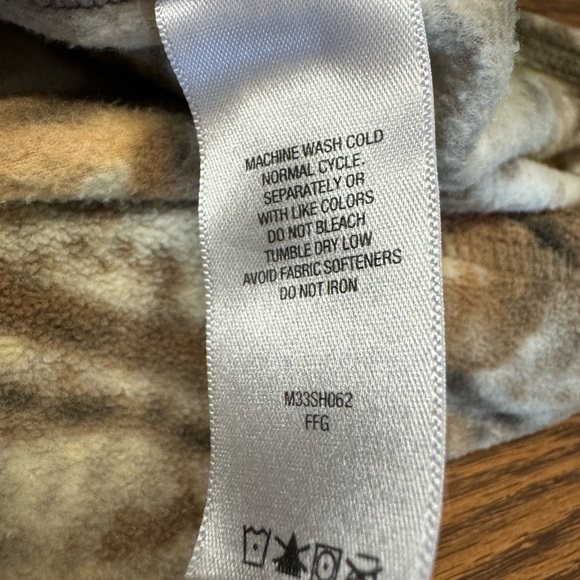 MACHINE WASH COLD
NORMAL CYCLE.
SEPARATELY OR
WITH LIKE COLORS
DO NOT BLEACH
TUMBLE DRY LOW
AVOID FABRIC SOFTENERS
DO NOT IRON
M33SH062
FFG